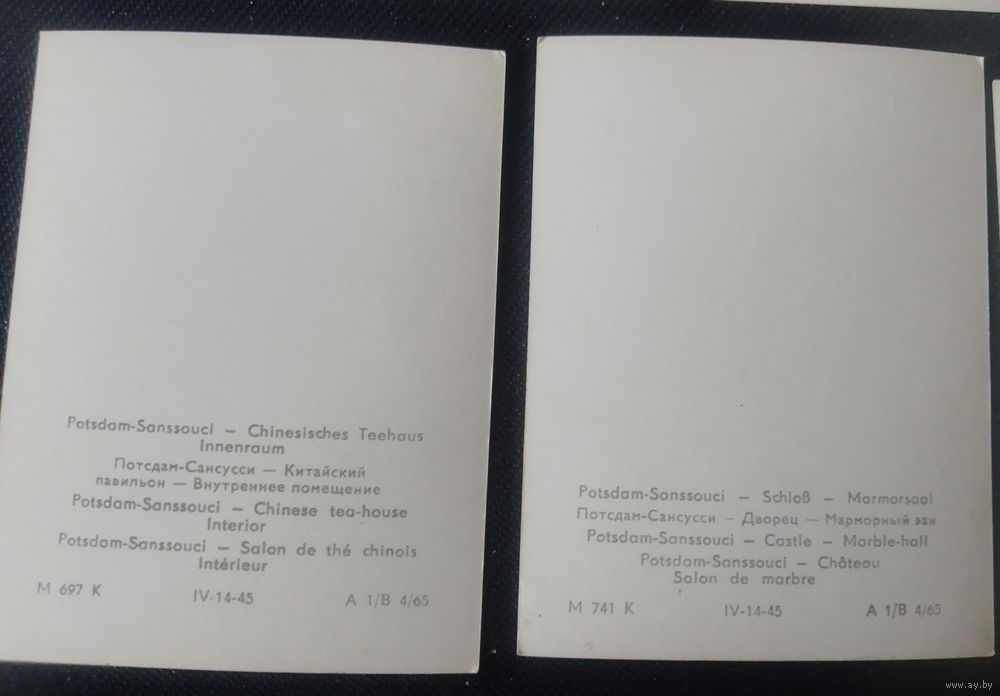 Potsdam-Sanssouci – Chinesisches Teehaus
Innenraum
Потсдам-Сансусси — Китайский
павильон — Внутреннее помещение
Potsdam-Sanssouci – Chinese tea-house
Interior
Potsdam-Sanssouci – Salon de thé chinois
Intérieur
M 697 K IV-14-45 A 1/B 4/65
Potsdam-Sanssouci – Schloß – Marmorsaal
Потсдам-Сансусси – Дворец — Марморный зал
Potsdam-Sanssouci – Castle – Marble-hall
Potsdam-Sanssouci – Château
Salon de marbre
M 741 K IV-14-45 A 1/B 4/65
www.ay.by